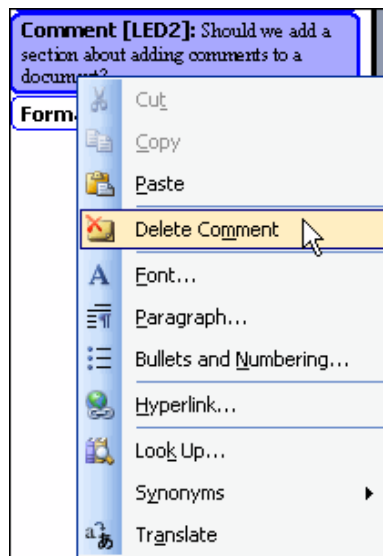 Comment [LED2]: Should we add a
section about adding comments to a
document?
Form
Cut
Copy
Paste
Delete Comment
Font...
Paragraph...
Bullets and Numbering...
Hyperlink...
Look Up...
Synonyms
Translate